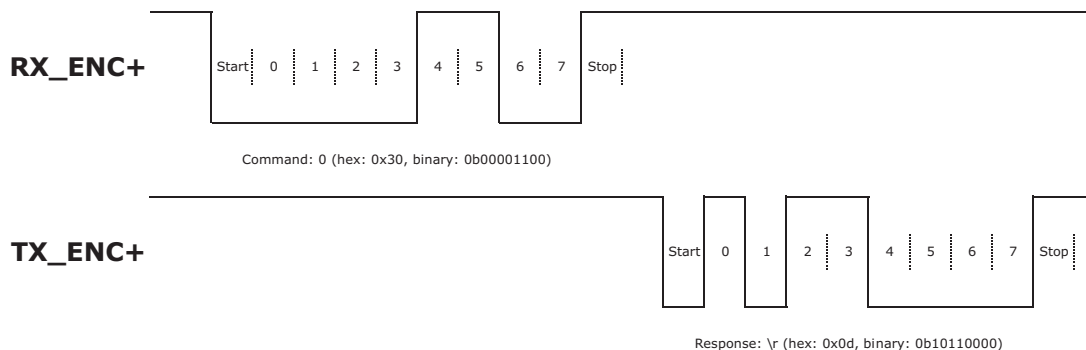 RX_ENC+ Start 0 1 2 3 4 5 6 7 Stop
Command: 0 (hex: 0x30, binary: 0b00001100)
TX_ENC+ Start 0 1 2 3 4 5 6 7 Stop
Response: \r (hex: 0x0d, binary: 0b10110000)